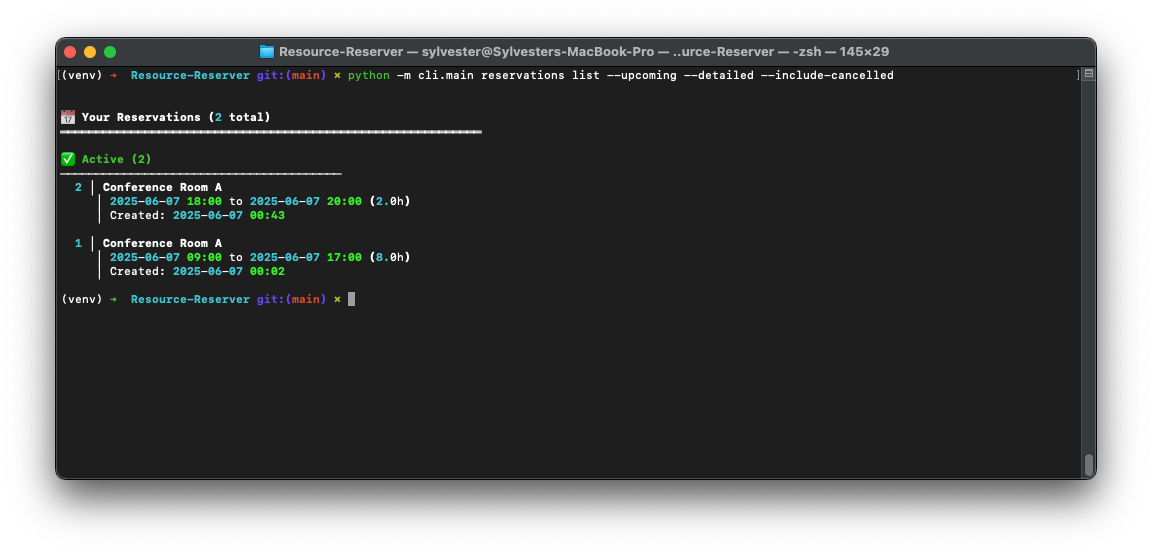 Resource-Reserver — sylvester@Sylvesters-MacBook-Pro — ..urce-Reserver — -zsh — 145×29
[(venv) → Resource-Reserver git:(main) × python -m cli.main reservations list --upcoming --detailed --include-cancelled ]
17 Your Reservations (2 total)
✅ Active (2)
2 │ Conference Room A
│ 2025-06-07 18:00 to 2025-06-07 20:00 (2.0h)
│ Created: 2025-06-07 00:43
1 │ Conference Room A
│ 2025-06-07 09:00 to 2025-06-07 17:00 (8.0h)
│ Created: 2025-06-07 00:02
(venv) → Resource-Reserver git:(main) ×